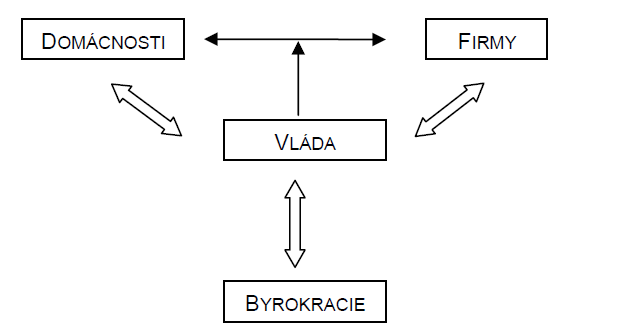 DOMÁCNOSTI
FIRMY
VLÁDA
BYROKRACIE